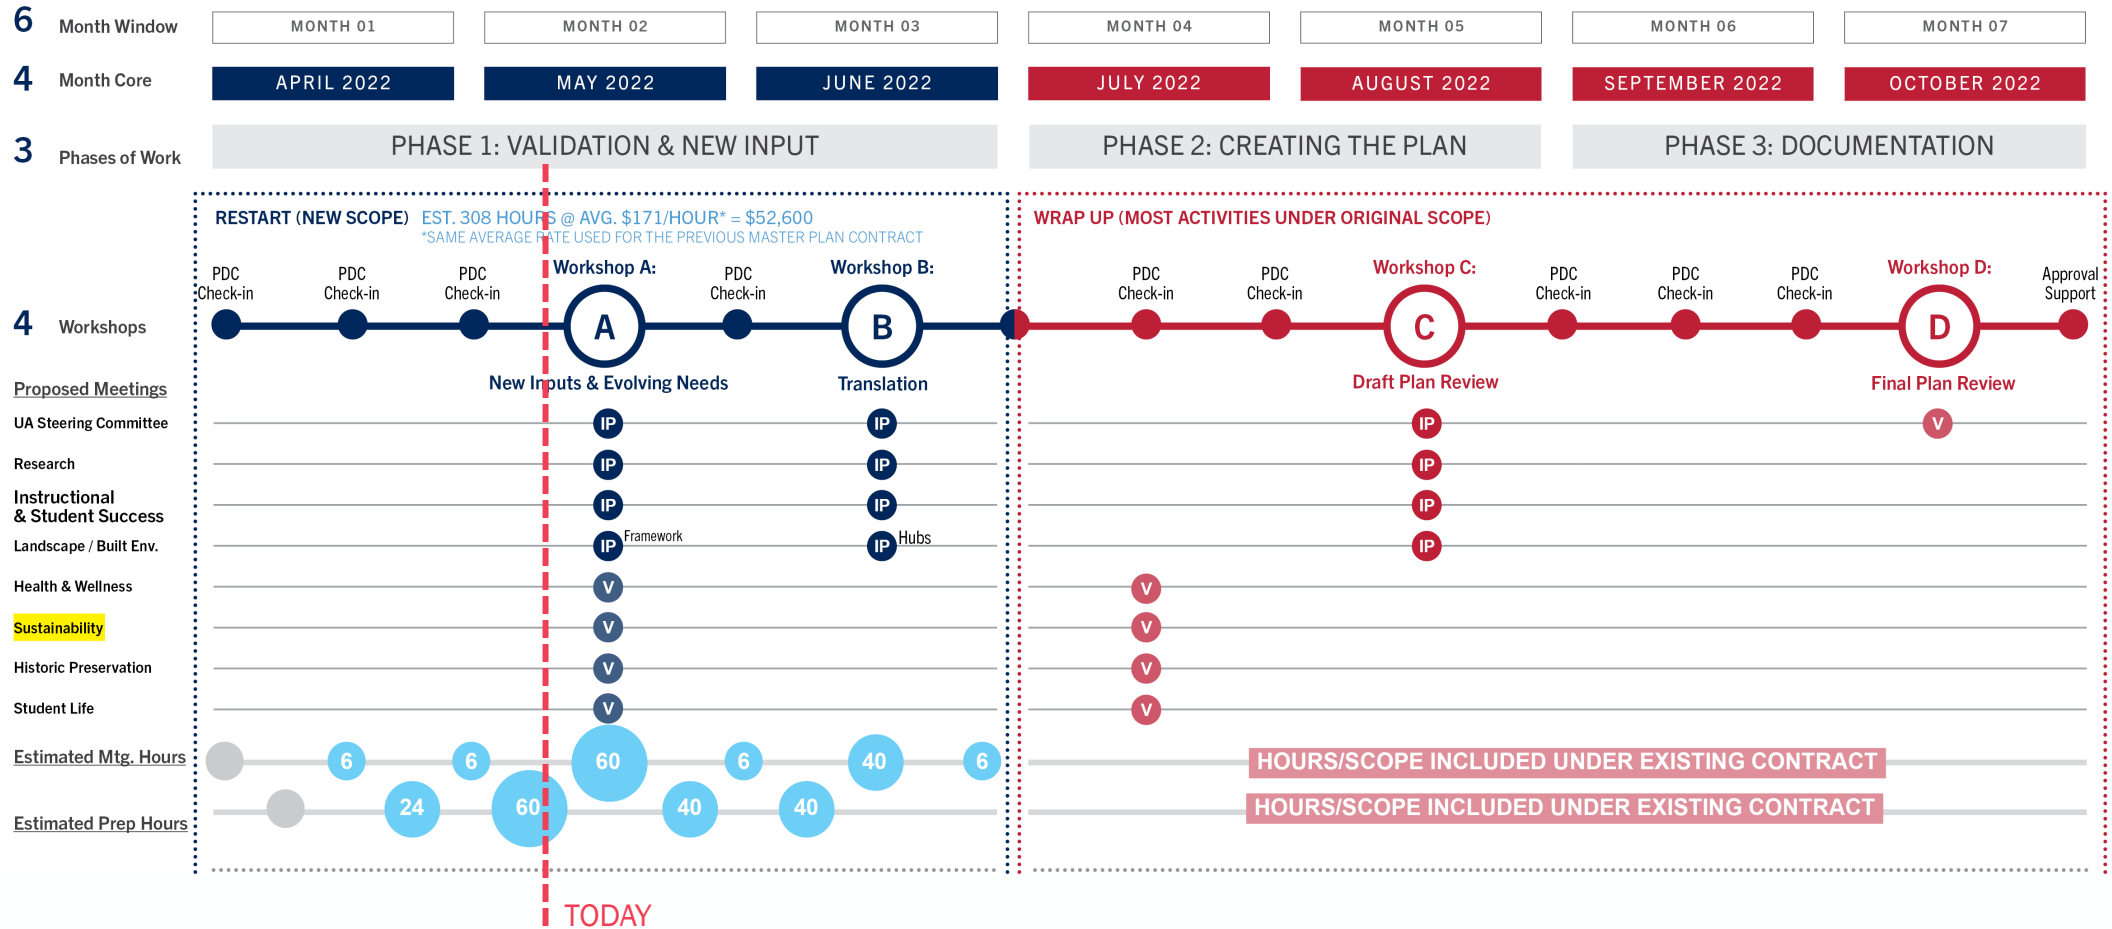 6 Month Window MONTH 01 MONTH 02 MONTH 03 MONTH 04 MONTH 05 MONTH 06 MONTH 07
4 Month Core APRIL 2022 MAY 2022 JUNE 2022 JULY 2022 AUGUST 2022 SEPTEMBER 2022 OCTOBER 2022
3 Phases of Work PHASE 1: VALIDATION & NEW INPUT PHASE 2: CREATING THE PLAN PHASE 3: DOCUMENTATION
RESTART (NEW SCOPE) EST. 308 HOURS @ AVG. $171/HOUR* = $52,600 WRAP UP (MOST ACTIVITIES UNDER ORIGINAL SCOPE)
*SAME AVERAGE RATE USED FOR THE PREVIOUS MASTER PLAN CONTRACT
PDC Check-in
PDC Check-in
PDC Check-in
Workshop A:
PDC Check-in
Workshop B:
PDC Check-in
PDC Check-in
Workshop C:
PDC Check-in
PDC Check-in
PDC Check-in
Workshop D:
Approval Support
4 Workshops A B C D
New Inputs & Evolving Needs Translation Draft Plan Review Final Plan Review
Proposed Meetings
UA Steering Committee IP IP IP V
Research IP IP IP
Instructional
& Student Success IP IP IP
Landscape / Built Env. IP Framework IP Hubs IP
Health & Wellness V V
Sustainability V V
Historic Preservation V V
Student Life V V
Estimated Mtg. Hours 6 6 60 6 40 6 HOURS/SCOPE INCLUDED UNDER EXISTING CONTRACT
Estimated Prep Hours 24 60 40 40 HOURS/SCOPE INCLUDED UNDER EXISTING CONTRACT
TODAY